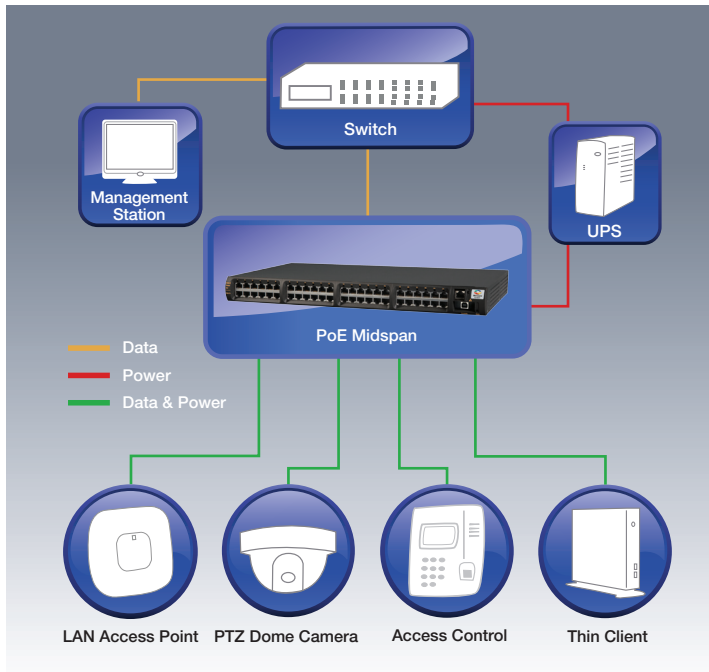 Switch
Management
Station
UPS
PoE Midspan
Data
Power
Data & Power
LAN Access Point
PTZ Dome Camera
Access Control
Thin Client